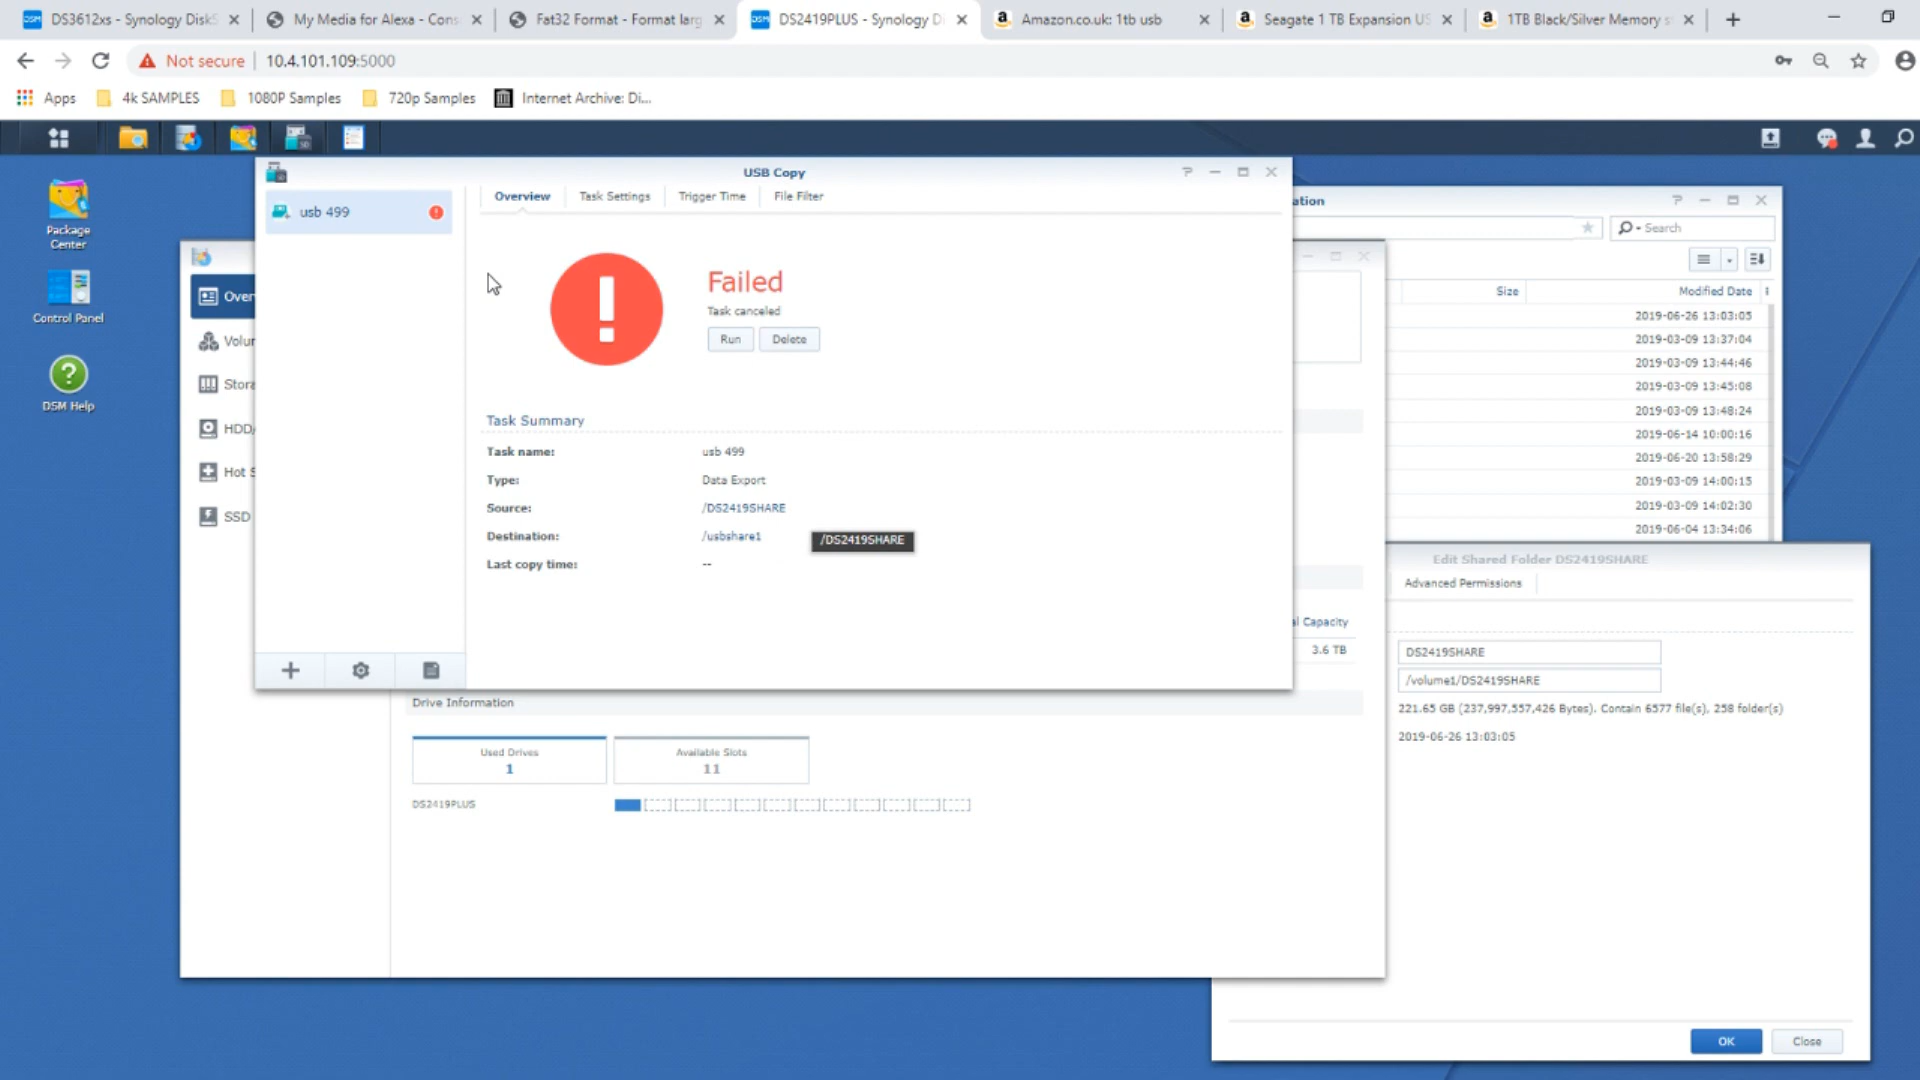 DS3612xs - Synology DiskS
My Media for Alexa - Cons
Fat32 Format - Format larg
DS2419PLUS - Synology Di
Amazon.co.uk: 1tb usb
Seagate 1 TB Expansion US
1TB Black/Silver Memory s
Not secure
10.4.101.109:5000
Apps
4k SAMPLES
1080P Samples
720p Samples
Internet Archive: Di...
Package
Center
Control Panel
DSM Help
USB Copy
usb 499
Overview
Task Settings
Trigger Time
File Filter
Failed
Task canceled
Run
Delete
Task Summary
Task name: usb 499
Type: Data Export
Source: /DS2419SHARE
Destination: /usbshare1
/DS2419SHARE
Last copy time: --
Over
Volu
Stora
HDD/
Hot S
SSD
ation
Search
Size
Modified Date
2019-06-26 13:03:05
2019-03-09 13:37:04
2019-03-09 13:44:46
2019-03-09 13:45:08
2019-03-09 13:48:24
2019-06-14 10:00:16
2019-06-20 13:58:29
2019-03-09 14:00:15
2019-03-09 14:02:30
2019-06-04 13:34:06
al Capacity
3.6 TB
Drive Information
Used Drives
1
Available Slots
11
DS2419PLUS
Edit Shared Folder DS2419SHARE
Advanced Permissions
DS2419SHARE
/volume1/DS2419SHARE
221.65 GB (237,997,557,426 Bytes). Contain 6577 file(s), 258 folder(s)
2019-06-26 13:03:05
OK
Close